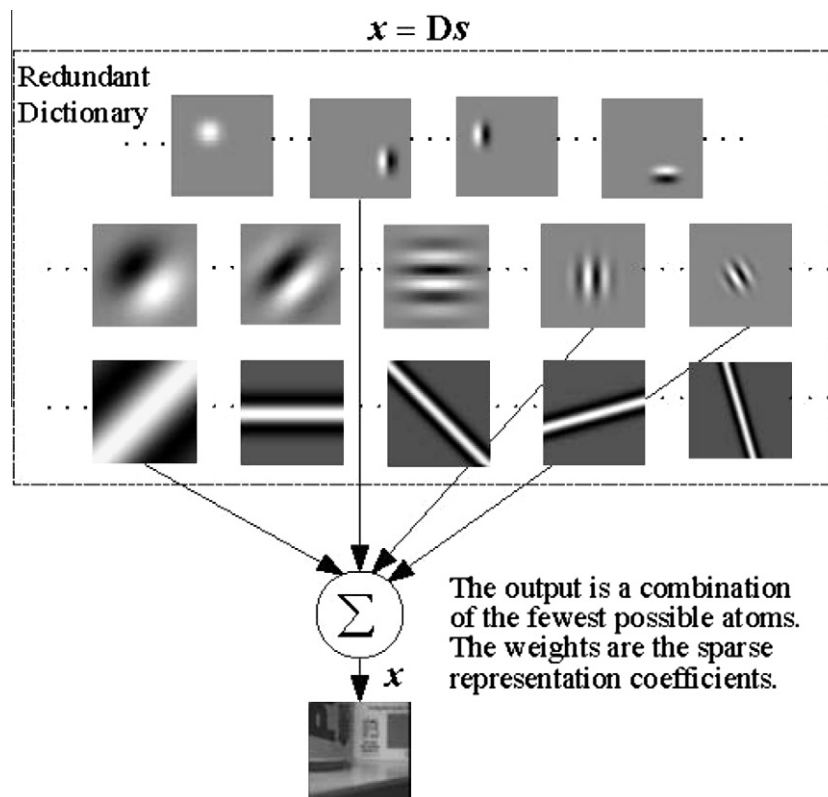 x = Ds
Redundant
Dictionary
Σ
The output is a combination
of the fewest possible atoms.
The weights are the sparse
representation coefficients.
x